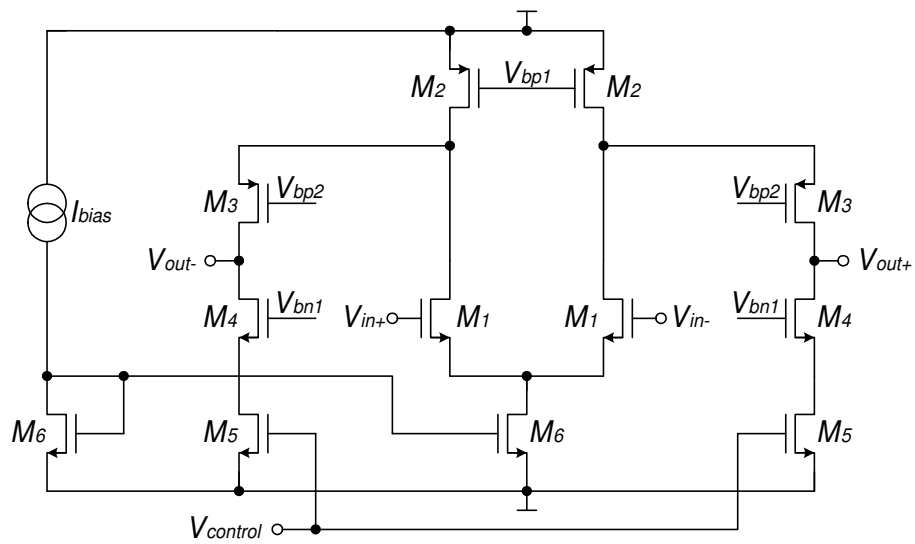 M2
Vbp1
M2
M3
Vbp2
Vbp2
M3
Ibias
Vout-
Vout+
M4
Vbn1
Vin+
M1
M1
Vin-
Vbn1
M4
M6
M5
M6
M5
Vcontrol